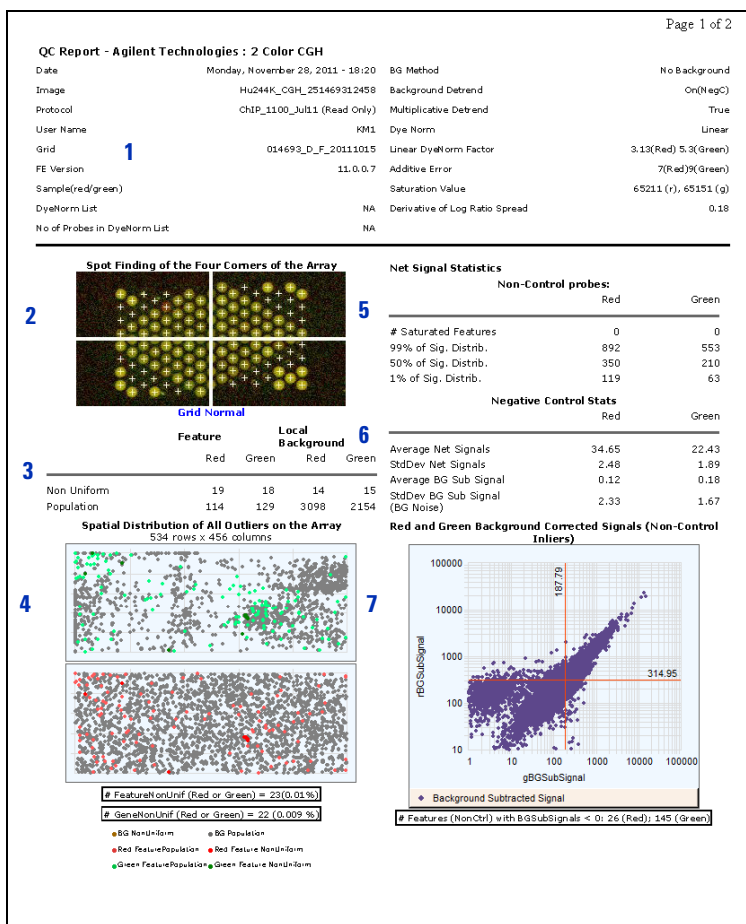 Page 1 of 2
QC Report - Agilent Technologies : 2 Color CGH
Date Monday, November 28, 2011 - 18:20 BG Method No Background
Image Hu244K_CGH_251469312458 Background Detrend On(NegC)
Protocol ChIP_1100_Jul11 (Read Only) Multiplicative Detrend True
User Name KM1 Dye Norm Linear
1
Grid 014693_D_F_20111015 Linear DyeNorm Factor 3.13(Red) 5.3(Green)
FE Version 11.0.0.7 Additive Error 7(Red)9(Green)
Sample(red/green) Saturation Value 65211 (r), 65151 (g)
DyeNorm List NA Derivative of Log Ratio Spread 0.18
No of Probes in DyeNorm List NA
Spot Finding of the Four Corners of the Array
2
Grid Normal
Feature Local Background
Red Green Red Green
3
Non Uniform 19 18 14 15
Population 114 129 3098 2154
Spatial Distribution of All Outliers on the Array
534 rows x 456 columns
4
# FeatureNonUnif (Red or Green) = 23(0.01%)
# GeneNonUnif (Red or Green) = 22 (0.009 %)
BG NonUniform BG Population
Red FeaturePopulation Red Feature NonUniform
Green FeaturePopulation Green Feature NonUniform
Net Signal Statistics
Non-Control probes:
5
Red Green
# Saturated Features 0 0
99% of Sig. Distrib. 892 553
50% of Sig. Distrib. 350 210
1% of Sig. Distrib. 119 63
Negative Control Stats
6
Red Green
Average Net Signals 34.65 22.43
StdDev Net Signals 2.48 1.89
Average BG Sub Signal 0.12 0.18
StdDev BG Sub Signal
(BG Noise) 2.33 1.67
Red and Green Background Corrected Signals (Non-Control
Inliers)
7
100000
10000
1000
100
10
rBGSubSignal
187.79
314.95
1 10 100 1000 10000 100000
gBGSubSignal
Background Subtracted Signal
# Features (NonCtrl) with BGSubSignals < 0: 26 (Red); 145 (Green)